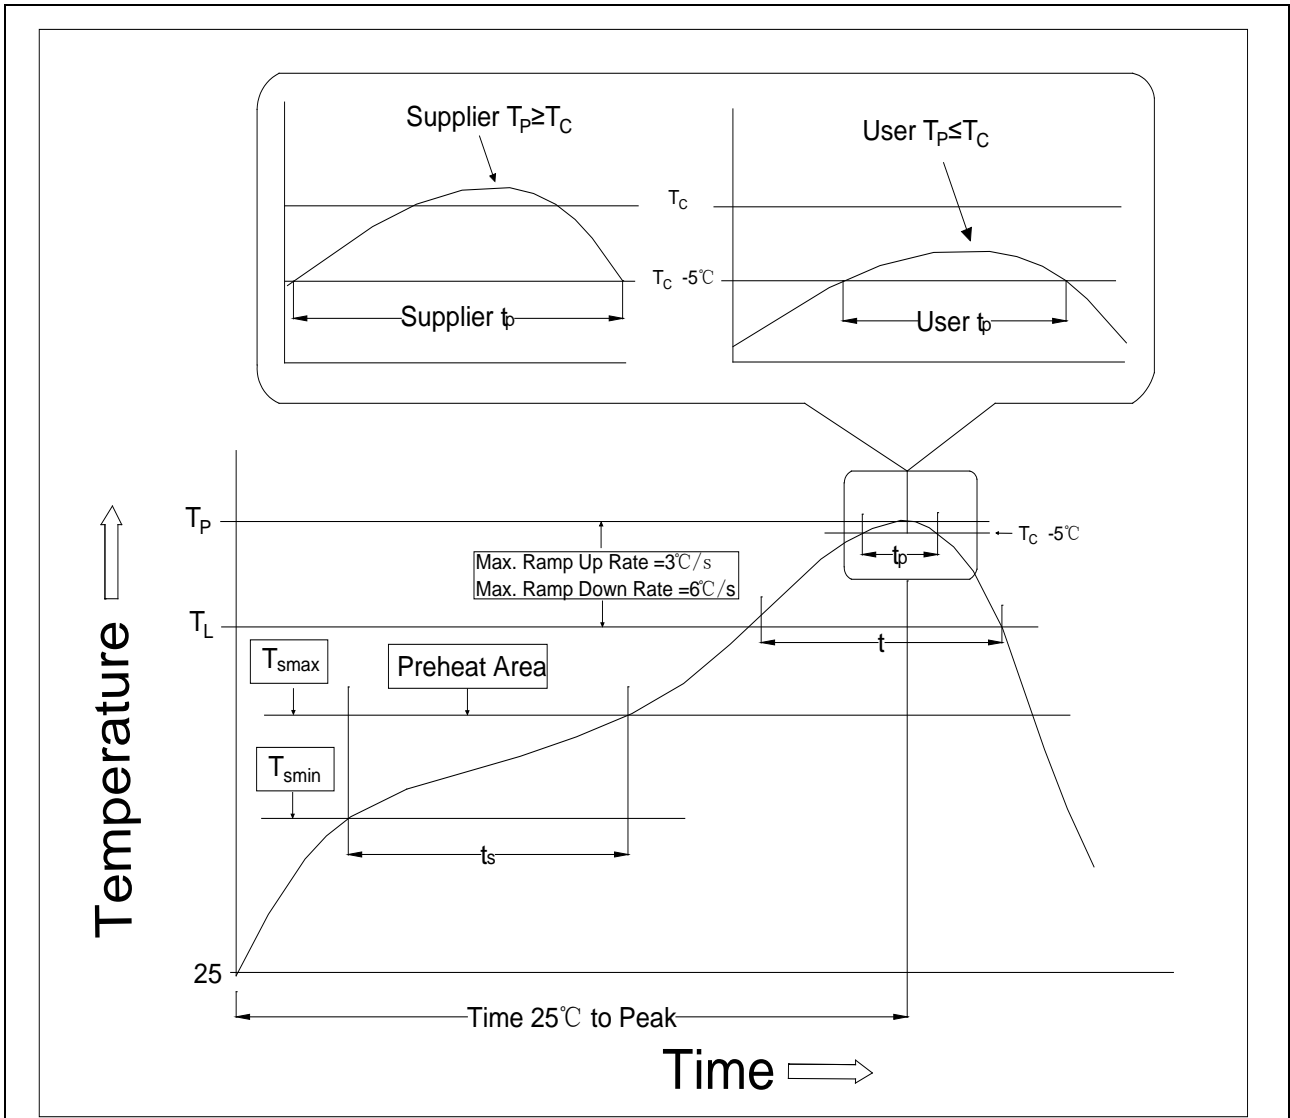 Supplier TP≥TC
User TP≤TC
TC
TC -5℃
Supplier tp
User tp
TP
TC -5℃
tp
Max. Ramp Up Rate =3℃/s
Max. Ramp Down Rate =6℃/s
TL
t
Tsmax
Preheat Area
Tsmin
ts
Temperature
25
Time 25℃ to Peak
Time